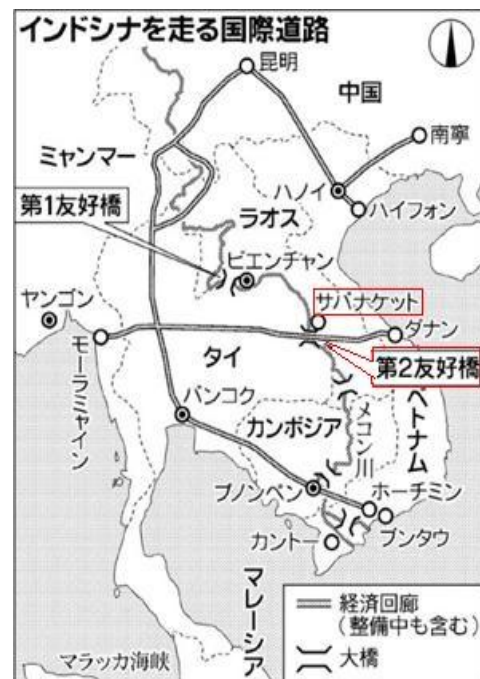 インドシナを走る国際道路
昆明
中国
南寧
ミャンマー
ハノイ
ハイフォン
第1友好橋
ラオス
ビエンチャン
ヤンゴン
サバナケット
ダナン
モーラミャイン
タイ
第2友好橋
バンコク
カンボジア
メコン川
ベトナム
プノンペン
ホーチミン
カントー
ブンタウ
マレーシア
マラッカ海峡
経済回廊
(整備中も含む)
大橋